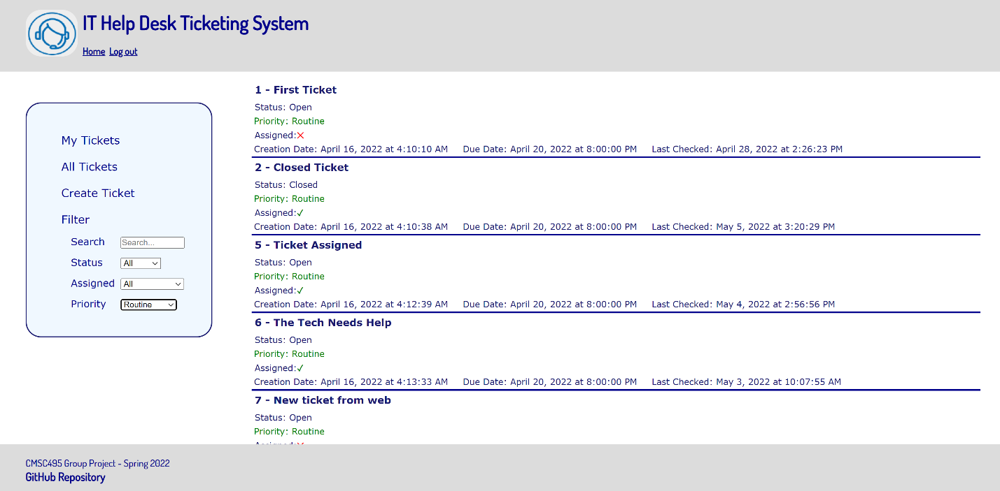 IT Help Desk Ticketing System
Home Log out
My Tickets
All Tickets
Create Ticket
Filter
Search Search...
Status All
Assigned All
Priority Routine
1 - First Ticket
Status: Open
Priority: Routine
Assigned:✕
Creation Date: April 16, 2022 at 4:10:10 AM Due Date: April 20, 2022 at 8:00:00 PM Last Checked: April 28, 2022 at 2:26:23 PM
2 - Closed Ticket
Status: Closed
Priority: Routine
Assigned:✓
Creation Date: April 16, 2022 at 4:10:38 AM Due Date: April 20, 2022 at 8:00:00 PM Last Checked: May 5, 2022 at 3:20:29 PM
5 - Ticket Assigned
Status: Open
Priority: Routine
Assigned:✓
Creation Date: April 16, 2022 at 4:12:39 AM Due Date: April 20, 2022 at 8:00:00 PM Last Checked: May 4, 2022 at 2:56:56 PM
6 - The Tech Needs Help
Status: Open
Priority: Routine
Assigned:✓
Creation Date: April 16, 2022 at 4:13:33 AM Due Date: April 20, 2022 at 8:00:00 PM Last Checked: May 3, 2022 at 10:07:55 AM
7 - New ticket from web
Status: Open
Priority: Routine
CMSC495 Group Project - Spring 2022
GitHub Repository